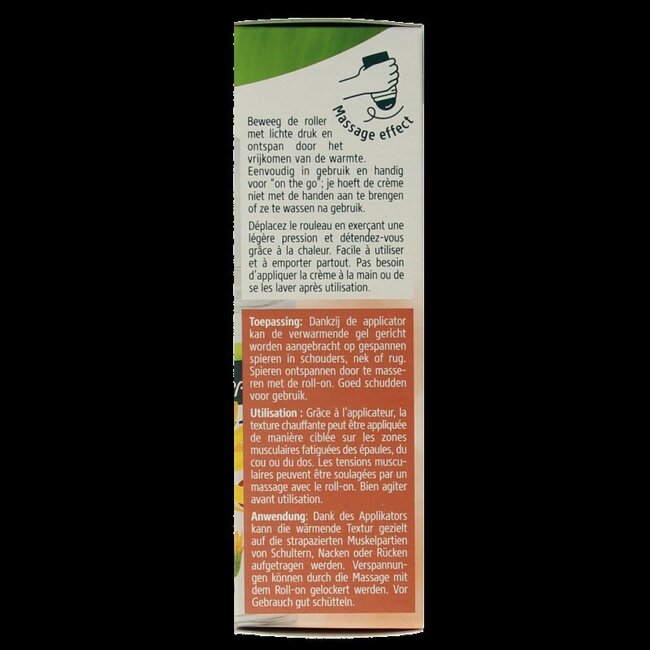 Massage effect
Beweeg de roller
met lichte druk en
ontspan door het
vrijkomen van de warmte.
Eenvoudig in gebruik en handig
voor "on the go"; je hoeft de crème
niet met de handen aan te brengen
of ze te wassen na gebruik.
Déplacez le rouleau en exerçant une
légère pression et détendez-vous
grâce à la chaleur. Facile à utiliser
et à emporter partout. Pas besoin
d'appliquer la crème à la main ou de
se les laver après utilisation.
Toepassing: Dankzij de applicator
kan de verwarmende gel gericht
worden aangebracht op gespannen
spieren in schouders, nek of rug.
Spieren ontspannen door te masse-
ren met de roll-on. Goed schudden
voor gebruik.
Utilisation : Grâce à l'applicateur, la
texture chauffante peut être appliquée
de manière ciblée sur les zones
musculaires fatiguées des épaules, du
cou ou du dos. Les tensions muscu-
laires peuvent être soulagées par un
massage avec le roll-on. Bien agiter
avant utilisation.
Anwendung: Dank des Applikators
kann die wärmende Textur gezielt
auf die strapazierten Muskelpartien
von Schultern, Nacken oder Rücken
aufgetragen werden. Verspannun-
gen können durch die Massage mit
dem Roll-on gelockert werden. Vor
Gebrauch gut schütteln.